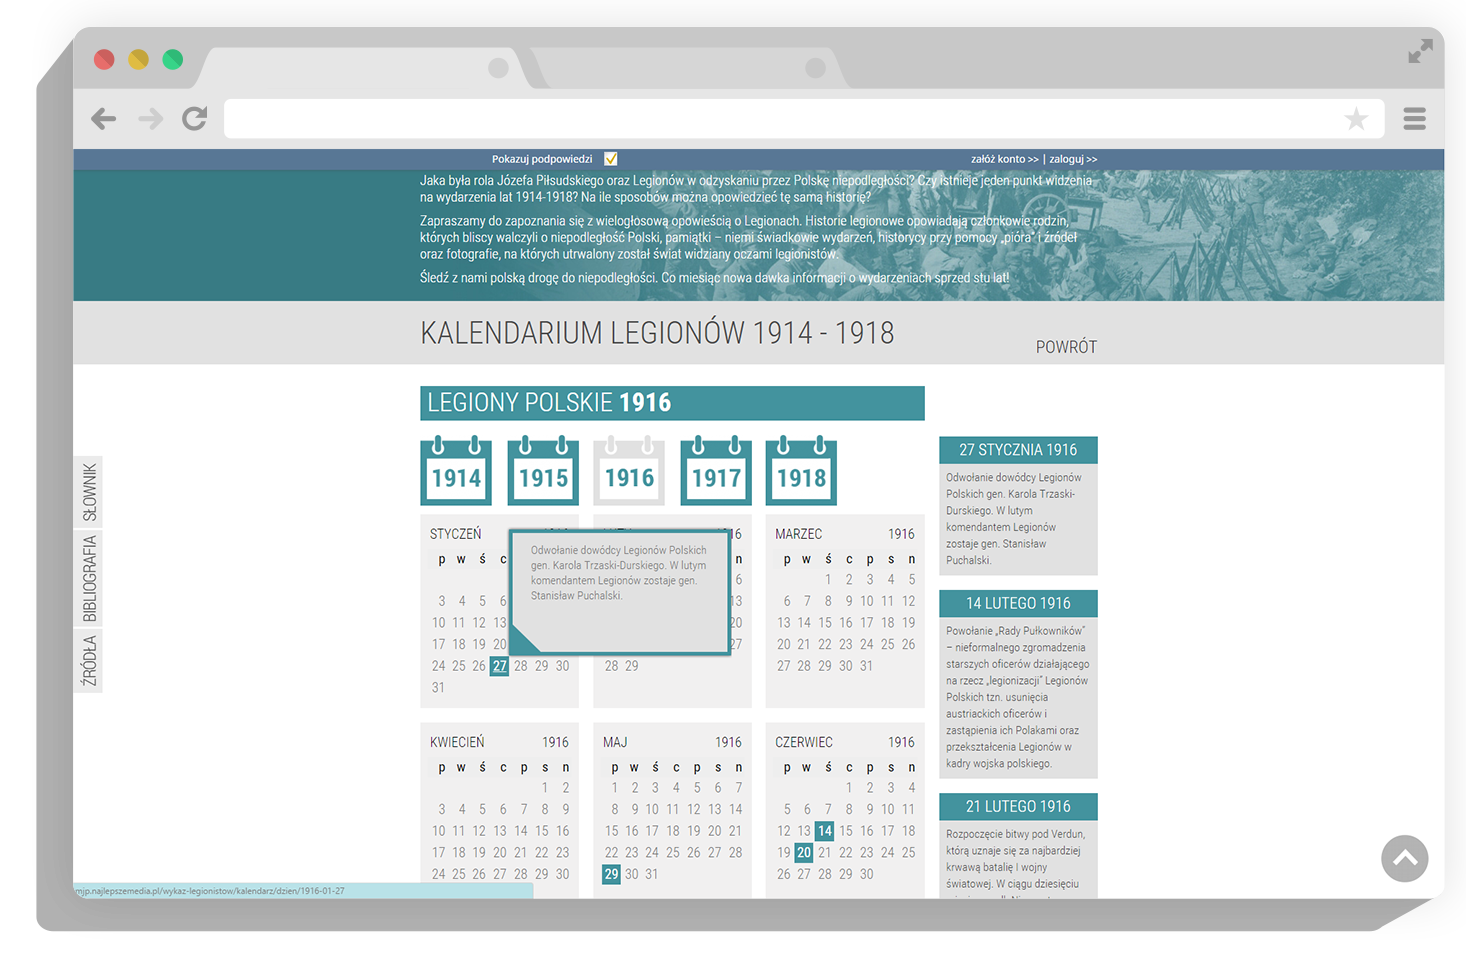 Pokazuj podpowiedzi
załóż konto >> | zaloguj >>
Jaka była rola Józefa Piłsudskiego oraz Legionów w odzyskaniu przez Polskę niepodległości? Czy istnieje jeden punkt widzenia
na wydarzenia lat 1914-1918? Na ile sposobów można opowiedzieć tę samą historię?
Zapraszamy do zapoznania się z wielogłosową opowieścią o Legionach. Historie legionowe opowiadają członkowie rodzin,
których bliscy walczyli o niepodległość Polski, pamiątki – niemi świadkowie wydarzeń, historycy przy pomocy „pióra" i źródeł
oraz fotografie, na których utrwalony został świat widziany oczami legionistów.
Śledź z nami polską drogę do niepodległości. Co miesiąc nowa dawka informacji o wydarzeniach sprzed stu lat!
KALENDARIUM LEGIONÓW 1914 - 1918
POWRÓT
SŁOWNIK
BIBLIOGRAFIA
ŹRÓDŁA
LEGIONY POLSKIE 1916
1914 1915 1916 1917 1918
STYCZEŃ
p w ś c
3 4 5 6
10 11 12 13
17 18 19 20
24 25 26 27 28 29 30
31
Odwołanie dowódcy Legionów Polskich
gen. Karola Trzaski-Durskiego. W lutym
komendantem Legionów zostaje gen.
Stanisław Puchalski.
16
n
6
13
20
27
28 29
MARZEC 1916
p w ś c p s n
1 2 3 4 5
6 7 8 9 10 11 12
13 14 15 16 17 18 19
20 21 22 23 24 25 26
27 28 29 30 31
KWIECIEŃ 1916
p w ś c p s n
1 2
3 4 5 6 7 8 9
10 11 12 13 14 15 16
17 18 19 20 21 22 23
24 25 26 27 28 29 30
MAJ 1916
p w ś c p s n
1 2 3 4 5 6 7
8 9 10 11 12 13 14
15 16 17 18 19 20 21
22 23 24 25 26 27 28
29 30 31
CZERWIEC 1916
p w ś c p s n
1 2 3 4
5 6 7 8 9 10 11
12 13 14 15 16 17 18
19 20 21 22 23 24 25
26 27 28 29 30
27 STYCZNIA 1916
Odwołanie dowódcy Legionów
Polskich gen. Karola Trzaski-
Durskiego. W lutym
komendantem Legionów
zostaje gen. Stanisław
Puchalski.
14 LUTEGO 1916
Powołanie „Rady Pułkowników"
– nieformalnego zgromadzenia
starszych oficerów działającego
na rzecz „legionizacji" Legionów
Polskich tzn. usunięcia
austriackich oficerów i
zastąpienia ich Polakami oraz
przekształcenia Legionów w
kadry wojska polskiego.
21 LUTEGO 1916
Rozpoczęcie bitwy pod Verdun,
którą uznaje się za najbardziej
krwawą batalię I wojny
światowej. W ciągu dziesięciu
mjp.najlepszemedia.pl/wykaz-legionistow/kalendarz/dzien/1916-01-27